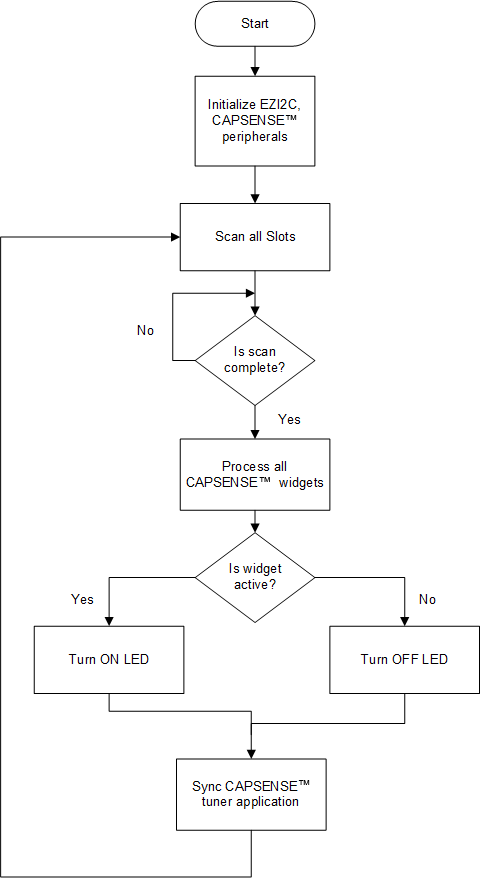 Start
Initialize EZI2C,
CAPSENSE™
peripherals
Scan all Slots
No
Is scan
complete?
Yes
Process all
CAPSENSE™ widgets
Is widget
active?
Yes
No
Turn ON LED
Turn OFF LED
Sync CAPSENSE™
tuner application